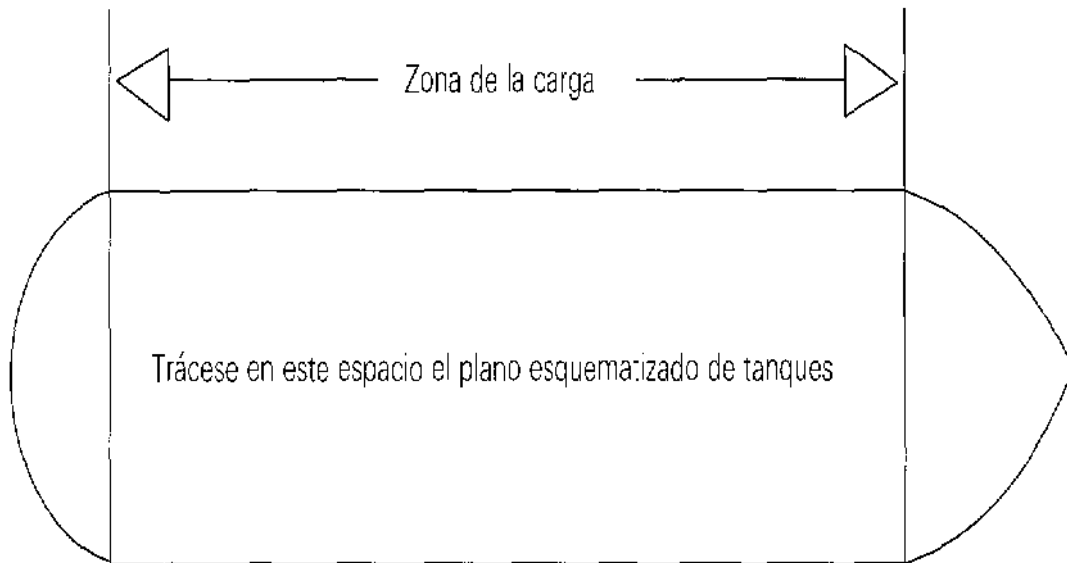 Zona de la carga
Trácese en este espacio el plano esquematizado de tanques